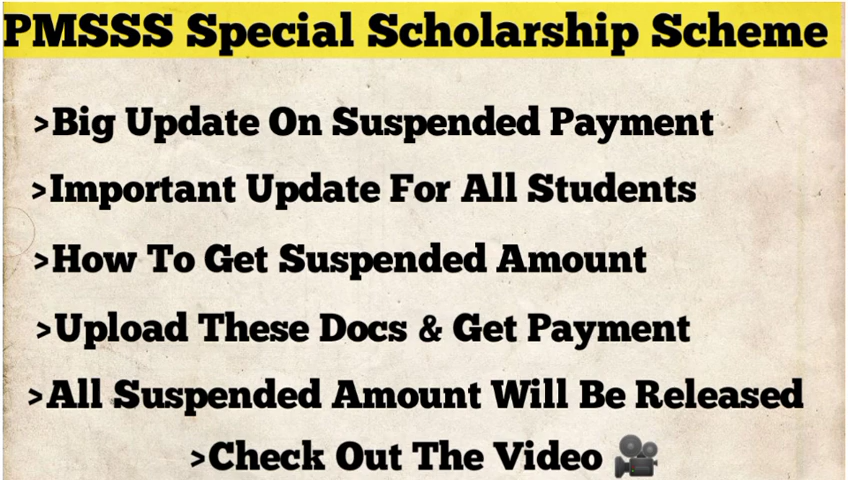 PMSSS Special Scholarship Scheme
>Big Update On Suspended Payment
>Important Update For All Students
>How To Get Suspended Amount
>Upload These Docs & Get Payment
>All Suspended Amount Will Be Released
>Check Out The Video 🎥